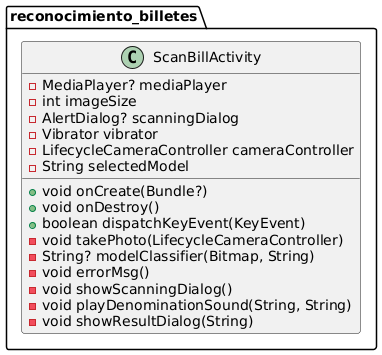 reconocimiento_billetes
C ScanBillActivity
MediaPlayer? mediaPlayer
int imageSize
AlertDialog? scanningDialog
Vibrator vibrator
LifecycleCameraController cameraController
String selectedModel
void onCreate(Bundle?)
void onDestroy()
boolean dispatchKeyEvent(KeyEvent)
void takePhoto(LifecycleCameraController)
String? modelClassifier(Bitmap, String)
void errorMsg()
void showScanningDialog()
void playDenominationSound(String, String)
void showResultDialog(String)